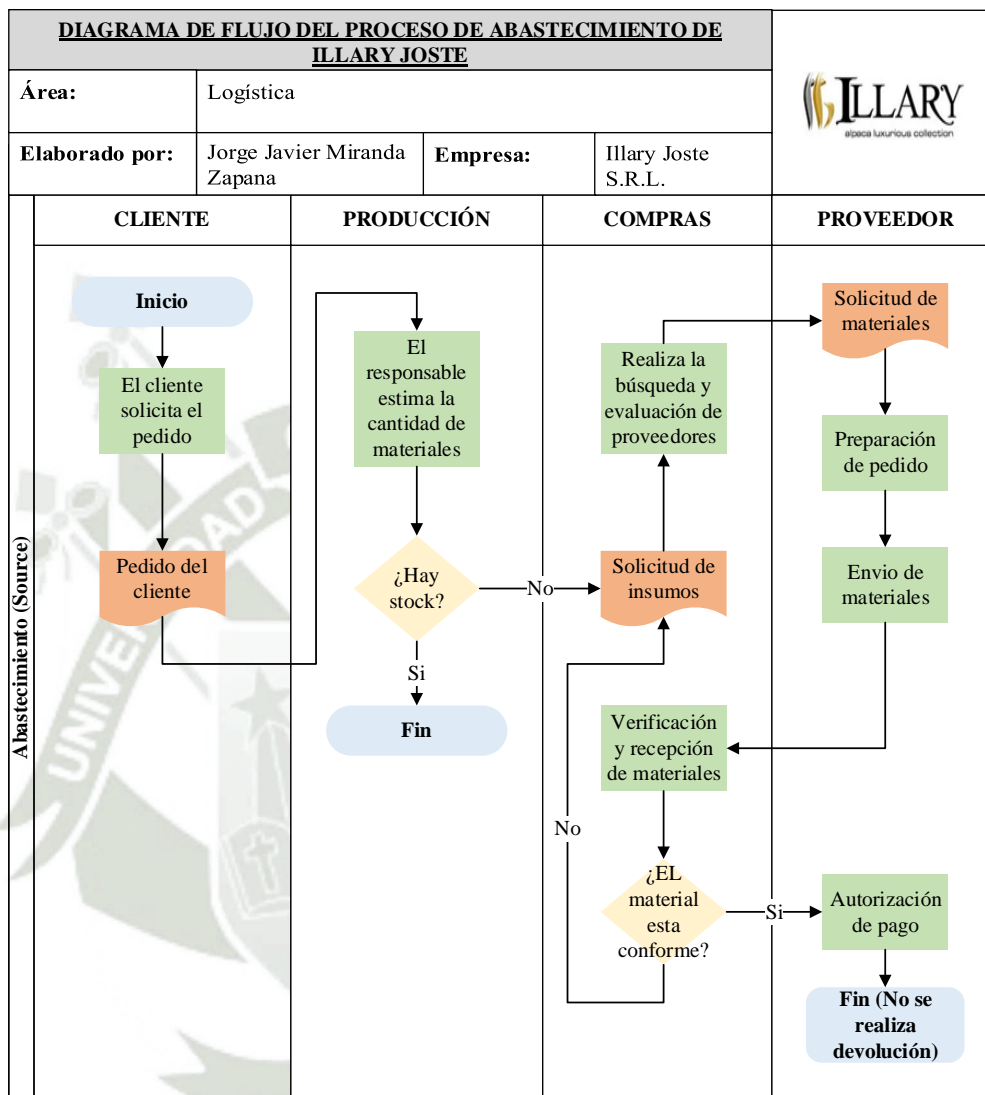 DIAGRAMA DE FLUJO DEL PROCESO DE ABASTECIMIENTO DE
ILLARY JOSTE
ILLARY
alpaca luxurious collection
Área:
Logística
Elaborado por:
Jorge Javier Miranda
Zapana
Empresa:
Illary Joste
S.R.L.
CLIENTE
PRODUCCIÓN
COMPRAS
PROVEEDOR
Abastecimiento (Source)
Inicio
El cliente
solicita el
pedido
Pedido del
cliente
El
responsable
estima la
cantidad de
materiales
¿Hay
stock?
No
Si
Fin
Solicitud de
insumos
Realiza la
búsqueda y
evaluación de
proveedores
Solicitud de
materiales
Preparación
de pedido
Envio de
materiales
Verificación
y recepción
de materiales
¿EL
material
esta
conforme?
No
Si
Autorización
de pago
Fin (No se
realiza
devolución)